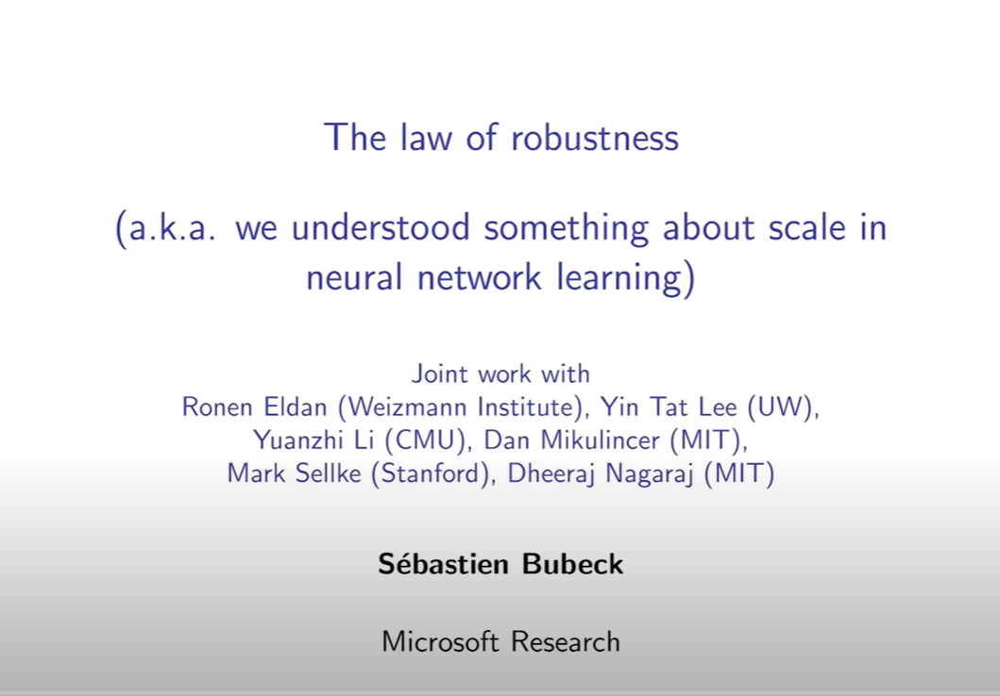 The law of robustness
(a.k.a. we understood something about scale in
neural network learning)
Joint work with
Ronen Eldan (Weizmann Institute), Yin Tat Lee (UW),
Yuanzhi Li (CMU), Dan Mikulincer (MIT),
Mark Sellke (Stanford), Dheeraj Nagaraj (MIT)
Sébastien Bubeck
Microsoft Research